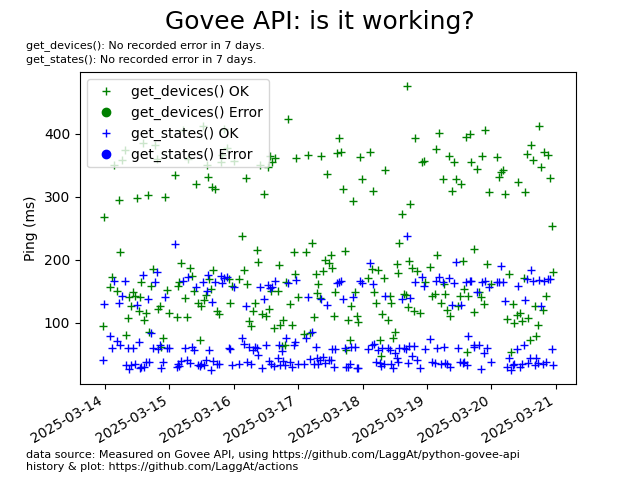 Govee API: is it working?
get_devices(): No recorded error in 7 days.
get_states(): No recorded error in 7 days.
get_devices() OK
get_devices() Error
get_states() OK
get_states() Error
Ping (ms)
400
300
200
100
2025-03-14
2025-03-15
2025-03-16
2025-03-17
2025-03-18
2025-03-19
2025-03-20
2025-03-21
data source: Measured on Govee API, using https://github.com/LaggAt/python-govee-api
history & plot: https://github.com/LaggAt/actions